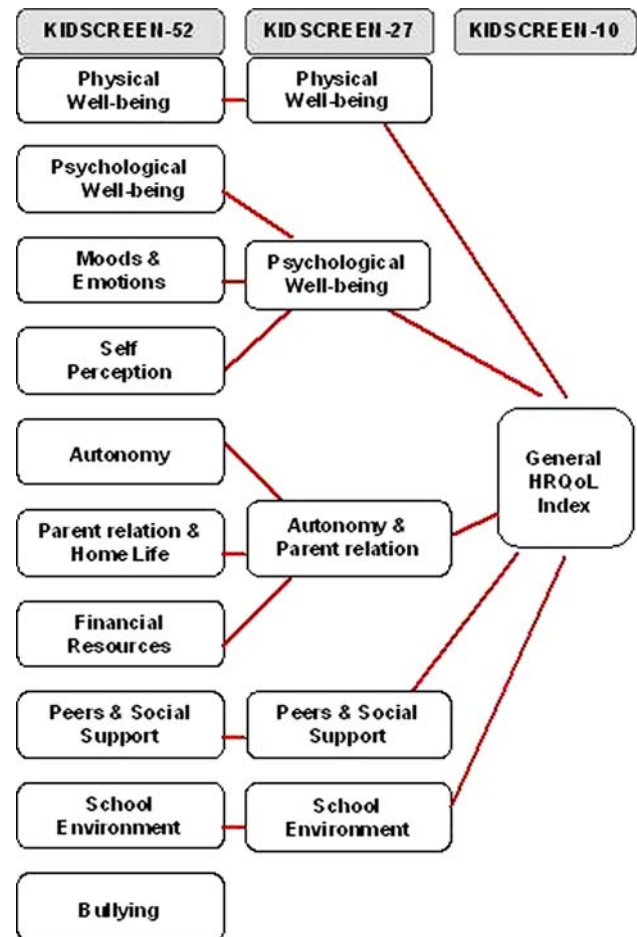 KIDSCREEN-52
KIDSCREEN-27
KIDSCREEN-10
Physical
Well-being
Physical
Well-being
Psychological
Well-being
Moods &
Emotions
Psychological
Well-being
Self
Perception
Autonomy
General
HRQoL
Index
Parent relation &
Home Life
Autonomy &
Parent relation
Financial
Resources
Peers & Social
Support
Peers & Social
Support
School
Environment
School
Environment
Bullying